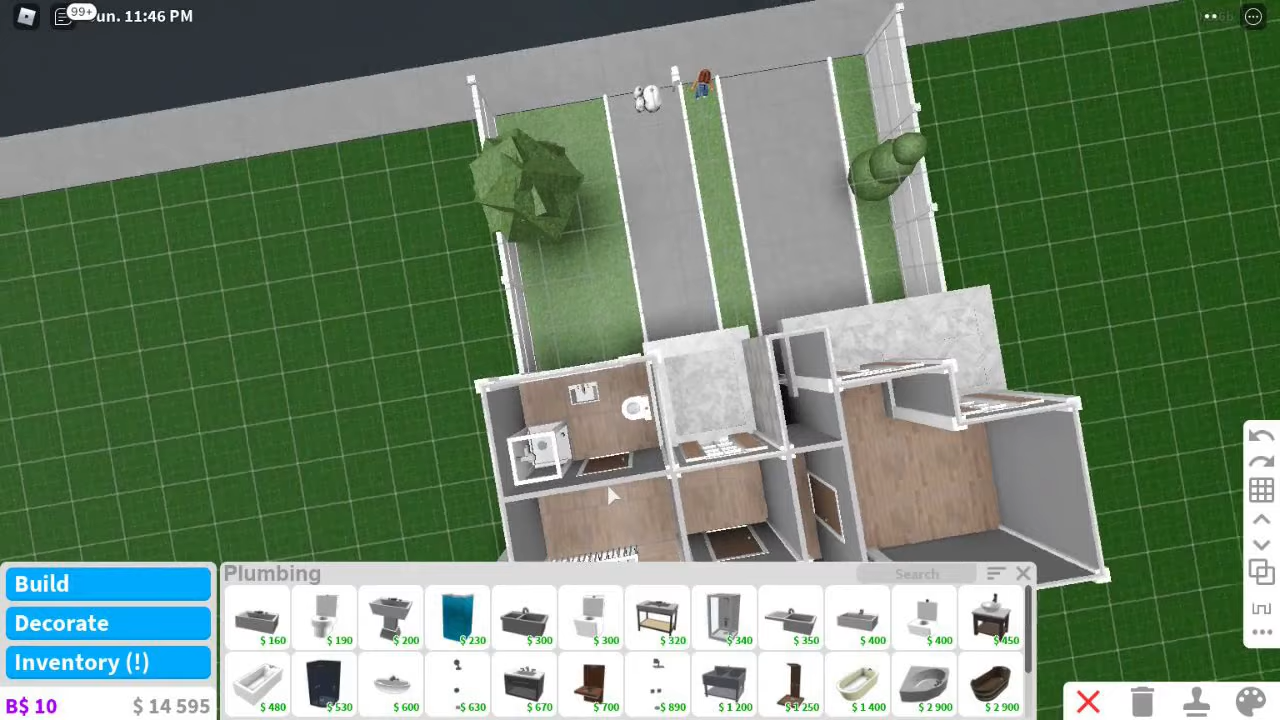 99+
un. 11:46 PM
Plumbing
Search
Build
Decorate
Inventory (!)
B$ 10
$ 14 595
$ 160
$ 190
$ 200
$ 230
$ 300
$ 300
$ 320
$ 340
$ 350
$ 400
$ 400
$ 450
$ 480
$ 530
$ 600
$ 630
$ 670
$ 700
$ 890
$ 1 200
$ 1 250
$ 1 400
$ 2 900
$ 2 900